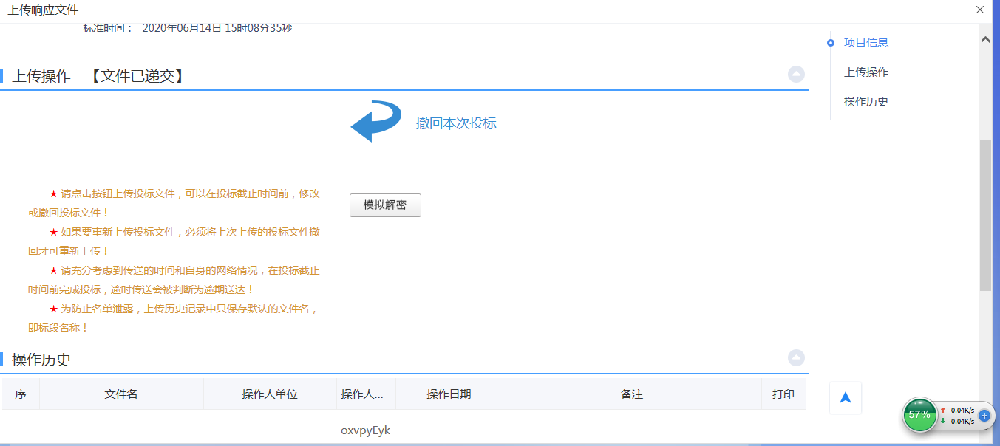 上传响应文件
标准时间： 2020年06月14日 15时08分35秒
项目信息
上传操作 【文件已递交】
上传操作
操作历史
撤回本次投标
★ 请点击按钮上传投标文件，可以在投标截止时间前，修改
或撤回投标文件！
模拟解密
★ 如果要重新上传投标文件，必须将上次上传的投标文件撤
回才可重新上传！
★ 请充分考虑到传送的时间和自身的网络情况，在投标截止
时间前完成投标，逾时传送会被判断为逾期送达！
★ 为防止名单泄露，上传历史记录中只保存默认的文件名，
即标段名称！
操作历史
序 文件名 操作人单位 操作人... 操作日期 备注 打印
oxvpyEyk
57%
↑ 0.04K/s
↓ 0.04K/s